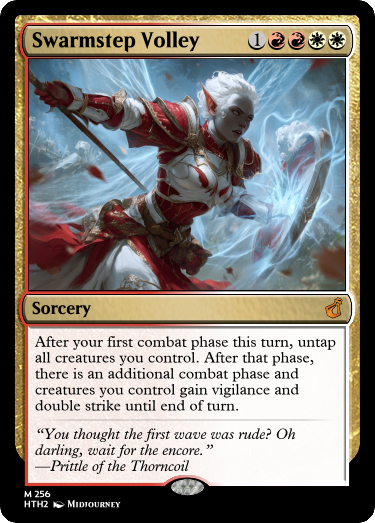 Swarmstep Volley 1
Sorcery
After your first combat phase this turn, untap
all creatures you control. After that phase,
there is an additional combat phase and
creatures you control gain vigilance and
double strike until end of turn.
“You thought the first wave was rude? Oh
darling, wait for the encore.”
—Prittle of the Thorncoil
M 256
HTH2 Midjourney